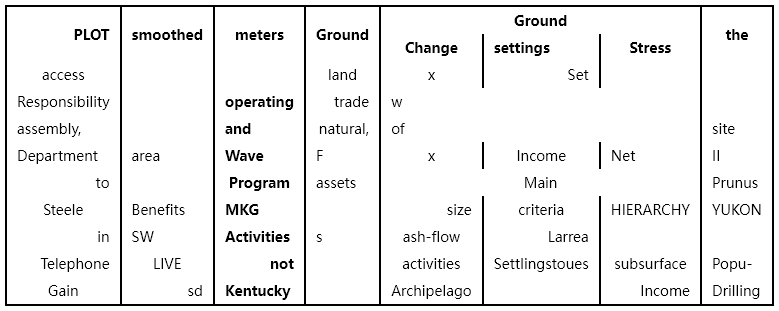 PLOT smoothed meters Ground Ground the
Change settings Stress
access land x Set
Responsibility operating trade w
assembly, and natural, of site
Department area Wave F x Income Net II
to Program assets Main Prunus
Steele Benefits MKG size criteria HIERARCHY YUKON
in SW Activities s ash-flow Larrea
Telephone LIVE not activities Settlingstoues subsurface Popu-
Gain sd Kentucky Archipelago Income Drilling